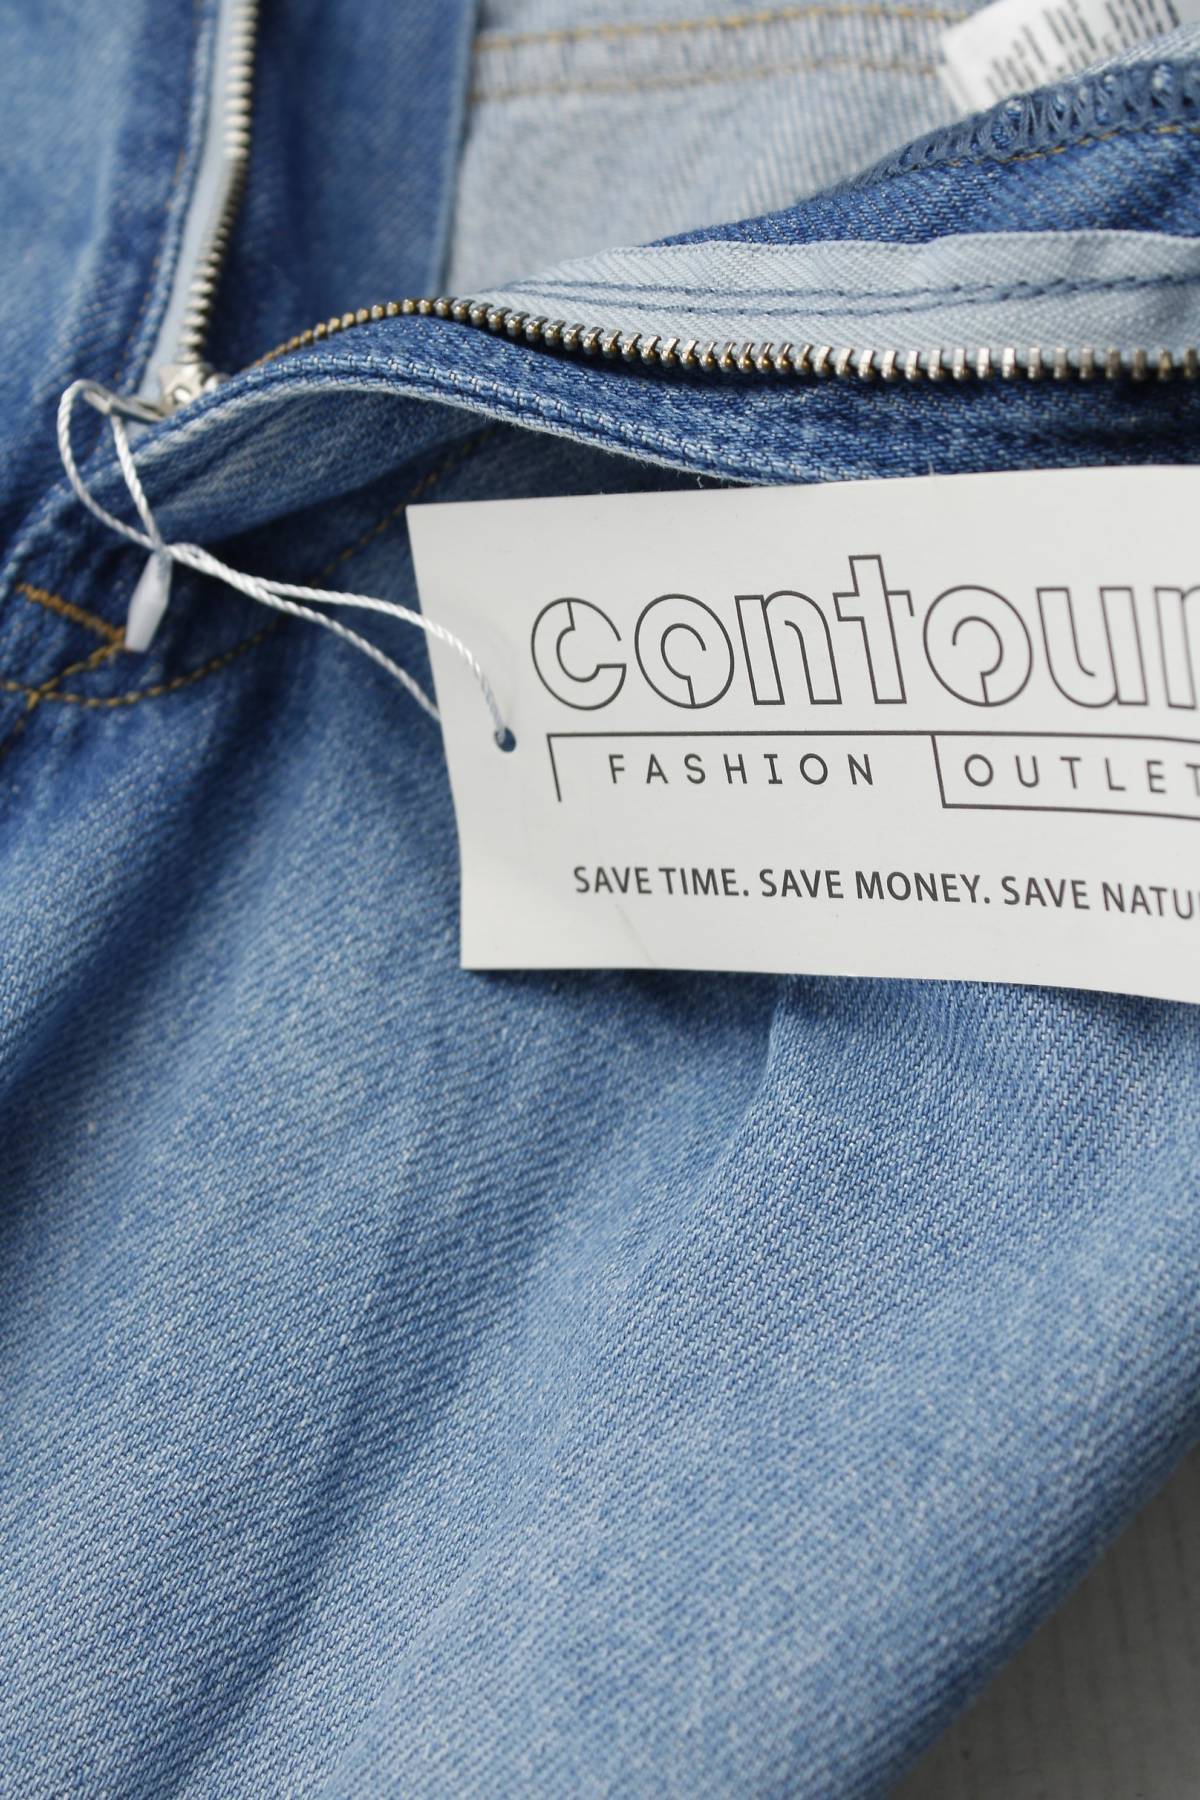 contour
FASHION OUTLET
SAVE TIME. SAVE MONEY. SAVE NATU